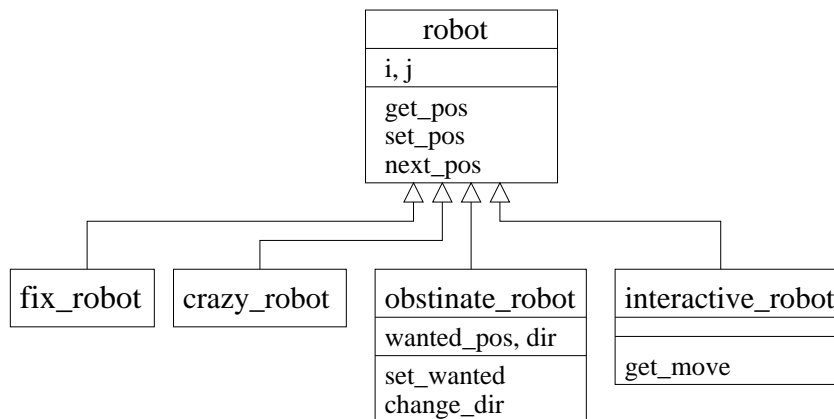 robot
i, j
get_pos
set_pos
next_pos
fix_robot
crazy_robot
obstinate_robot
wanted_pos, dir
set_wanted
change_dir
interactive_robot
get_move